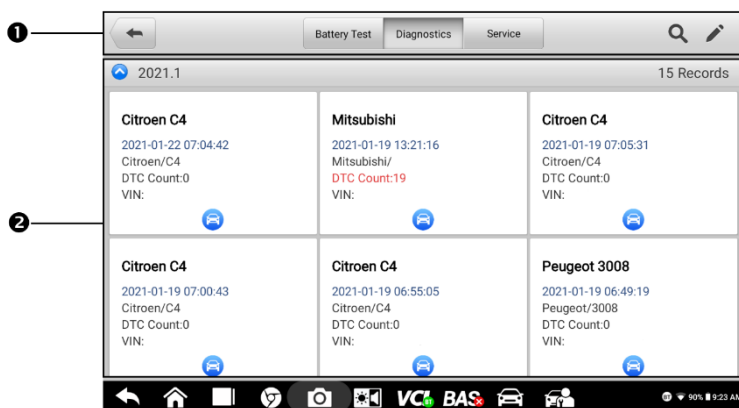 ❶
Battery Test Diagnostics Service
2021.1 15 Records
Citroen C4
2021-01-22 07:04:42
Citroen/C4
DTC Count:0
VIN:
Mitsubishi
2021-01-19 13:21:16
Mitsubishi/
DTC Count:19
VIN:
Citroen C4
2021-01-19 07:05:31
Citroen/C4
DTC Count:0
VIN:
❷
Citroen C4
2021-01-19 07:00:43
Citroen/C4
DTC Count:0
VIN:
Citroen C4
2021-01-19 06:55:05
Citroen/C4
DTC Count:0
VIN:
Peugeot 3008
2021-01-19 06:49:19
Peugeot/3008
DTC Count:0
VIN:
VCI BAS 90% 9:23 AM